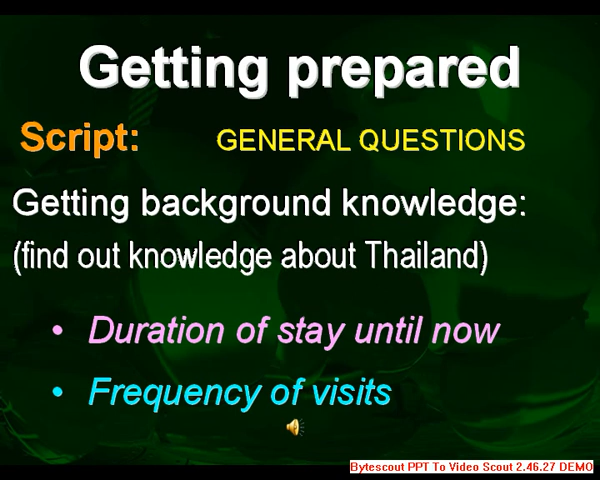 Getting prepared
Script: GENERAL QUESTIONS
Getting background knowledge:
(find out knowledge about Thailand)
• Duration of stay until now
• Frequency of visits
Bytescout PPT To Video Scout 2.46.27 DEMO